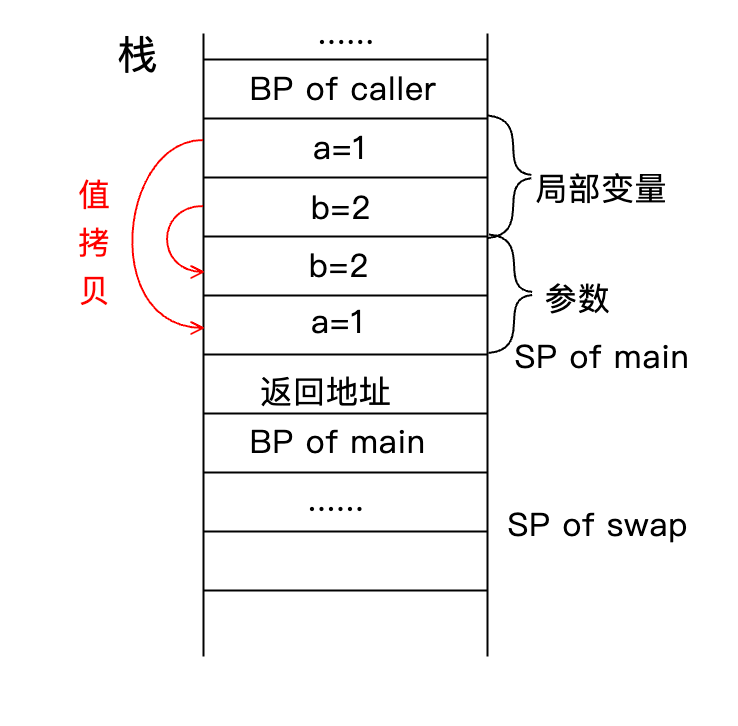 栈
......
BP of caller
a=1
b=2
局部变量
值
拷
贝
b=2
a=1
参数
SP of main
返回地址
BP of main
......
SP of swap